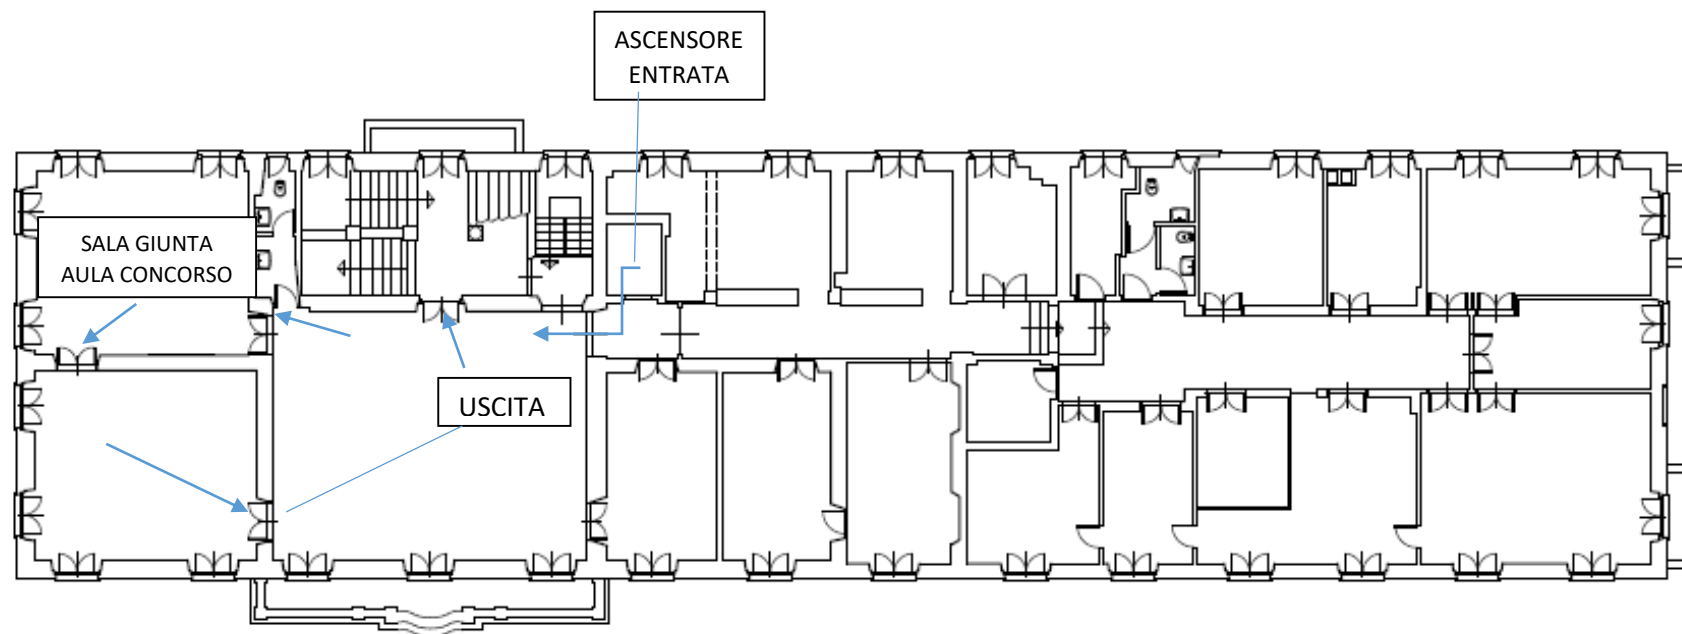 ASCENSORE
ENTRATA
SALA GIUNTA
AULA CONCORSO
USCITA